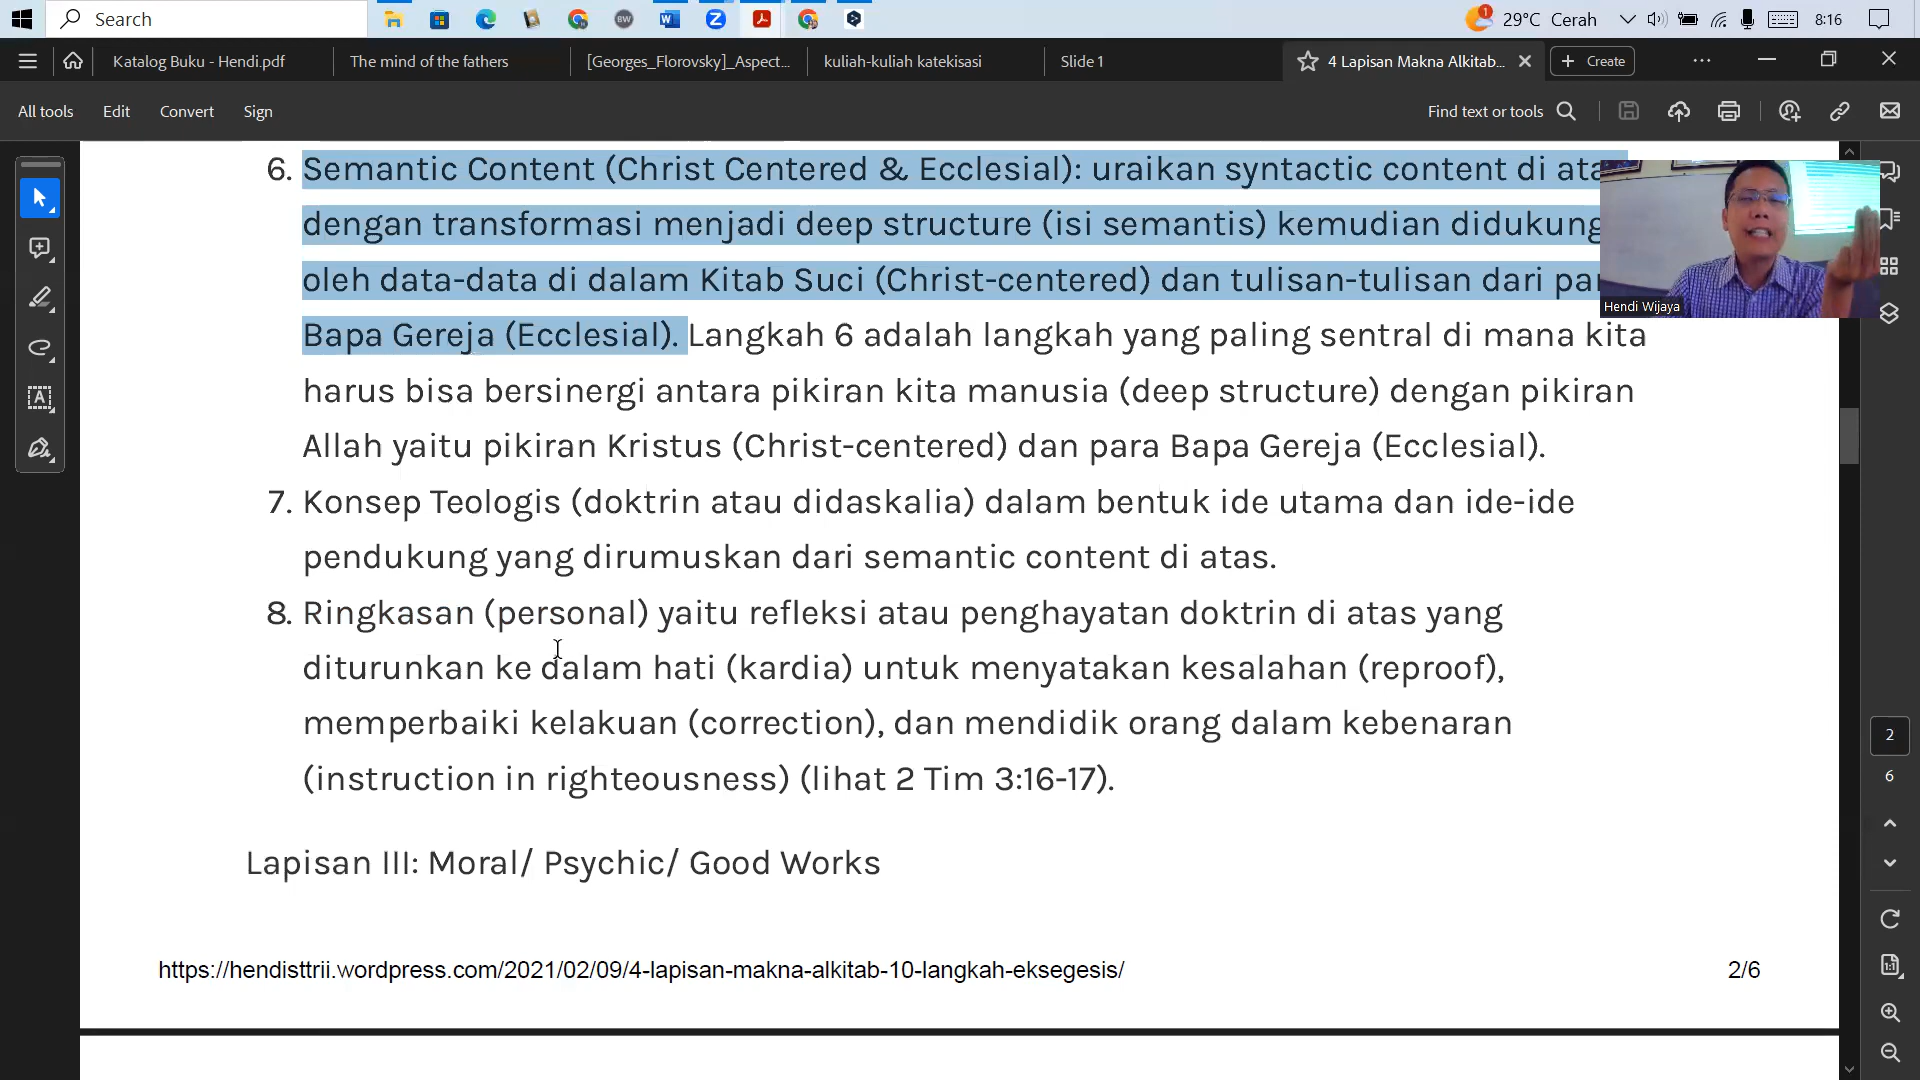 Search
BW
1
29°C Cerah
8:16
Katalog Buku - Hendi.pdf
The mind of the fathers
[Georges_Florovsky]_Aspect...
kuliah-kuliah katekisasi
Slide 1
4 Lapisan Makna Alkitab...
+ Create
All tools
Edit
Convert
Sign
Find text or tools
6. Semantic Content (Christ Centered & Ecclesial): uraikan syntactic content di ata
dengan transformasi menjadi deep structure (isi semantis) kemudian didukung
oleh data-data di dalam Kitab Suci (Christ-centered) dan tulisan-tulisan dari par
Bapa Gereja (Ecclesial). Langkah 6 adalah langkah yang paling sentral di mana kita
harus bisa bersinergi antara pikiran kita manusia (deep structure) dengan pikiran
Allah yaitu pikiran Kristus (Christ-centered) dan para Bapa Gereja (Ecclesial).
7. Konsep Teologis (doktrin atau didaskalia) dalam bentuk ide utama dan ide-ide
pendukung yang dirumuskan dari semantic content di atas.
8. Ringkasan (personal) yaitu refleksi atau penghayatan doktrin di atas yang
diturunkan ke dalam hati (kardia) untuk menyatakan kesalahan (reproof),
memperbaiki kelakuan (correction), dan mendidik orang dalam kebenaran
(instruction in righteousness) (lihat 2 Tim 3:16-17).
Lapisan III: Moral/ Psychic/ Good Works
https://hendisttrii.wordpress.com/2021/02/09/4-lapisan-makna-alkitab-10-langkah-eksegesis/
2/6
Hendi Wijaya
2
6
1:1